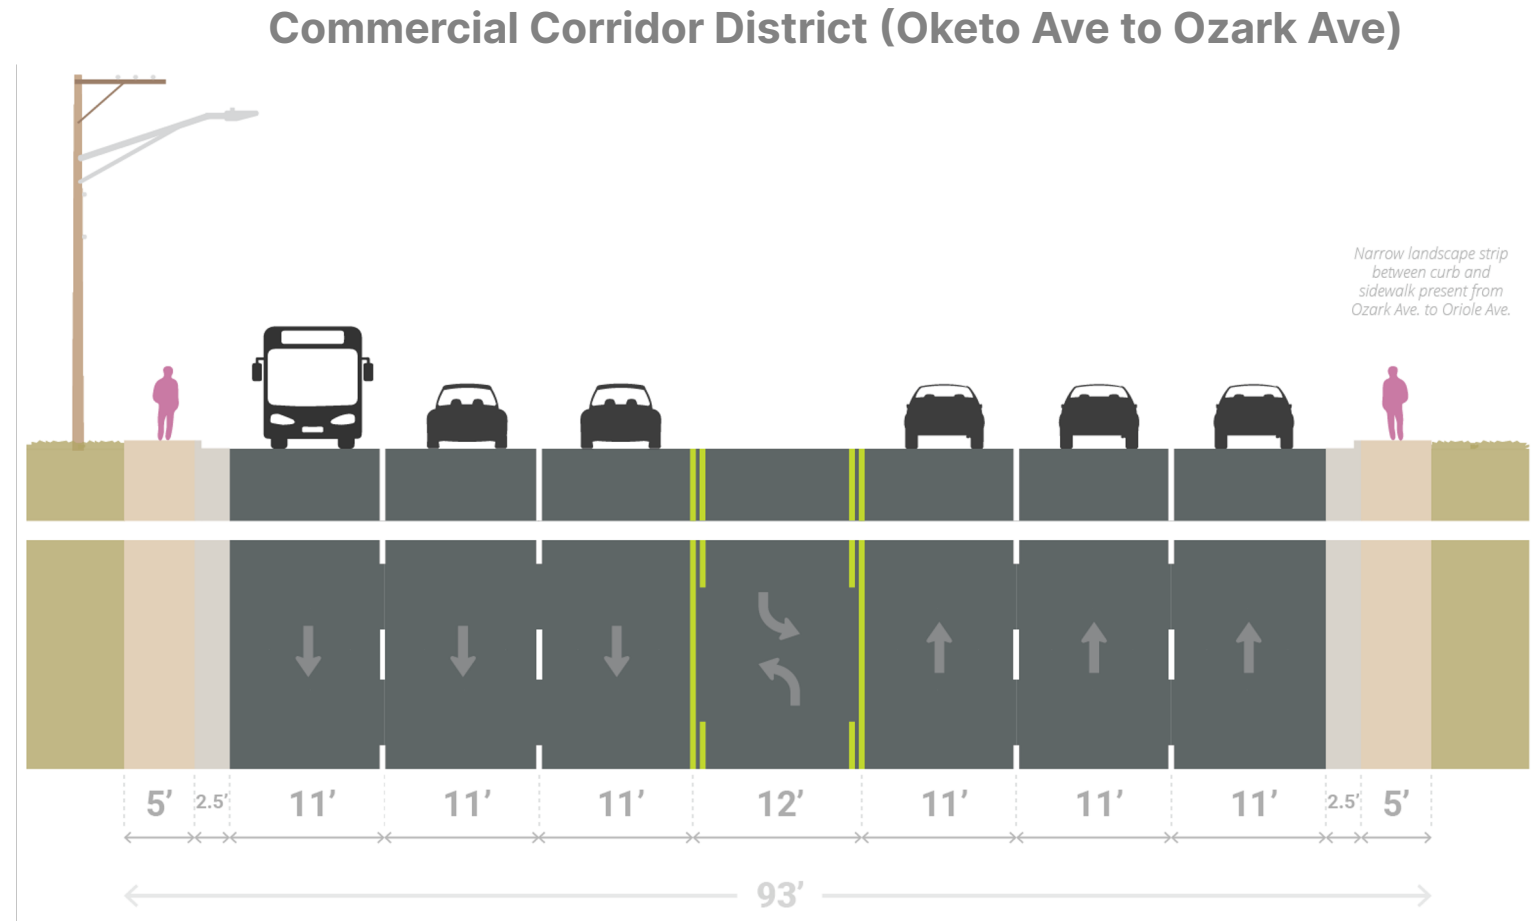 Commercial Corridor District (Oketo Ave to Ozark Ave)
Narrow landscape strip
between curb and
sidewalk present from
Ozark Ave. to Oriole Ave.
5’ 2.5’ 11’ 11’ 11’ 12’ 11’ 11’ 11’ 2.5’ 5’
93’